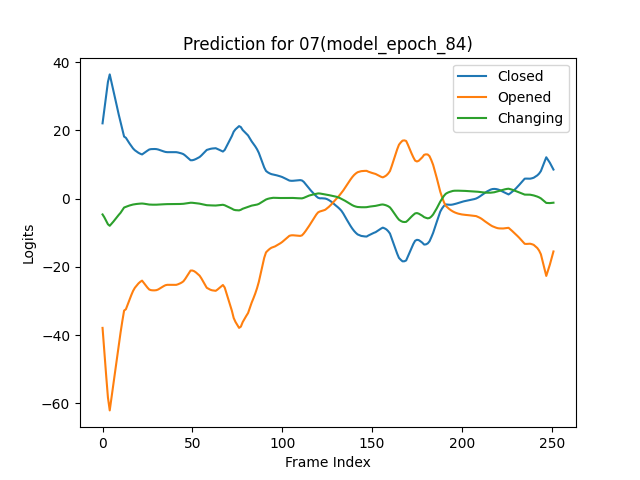 Prediction for 07(model_epoch_84)
Closed
Opened
Changing
40
20
0
−20
−40
−60
Logits
0
50
100
150
200
250
Frame Index